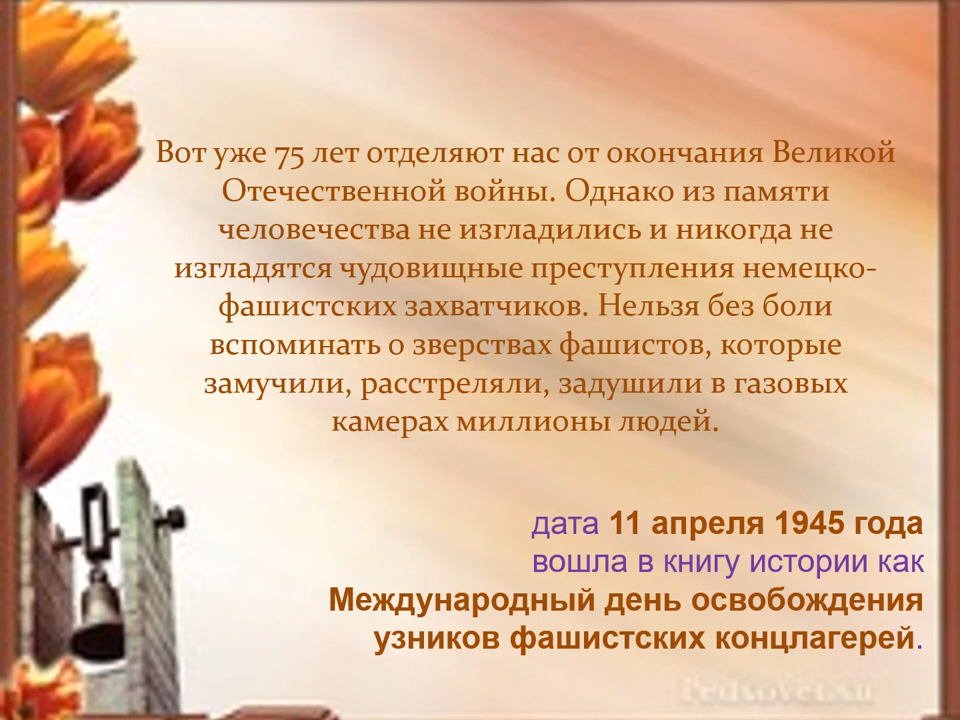 Вот уже 75 лет отделяют нас от окончания Великой
Отечественной войны. Однако из памяти
человечества не изгладились и никогда не
изгладятся чудовищные преступления немецко-
фашистских захватчиков. Нельзя без боли
вспоминать о зверствах фашистов, которые
замучили, расстреляли, задушили в газовых
камерах миллионы людей.
дата 11 апреля 1945 года
вошла в книгу истории как
Международный день освобождения
узников фашистских концлагерей.
Pedsovet.su